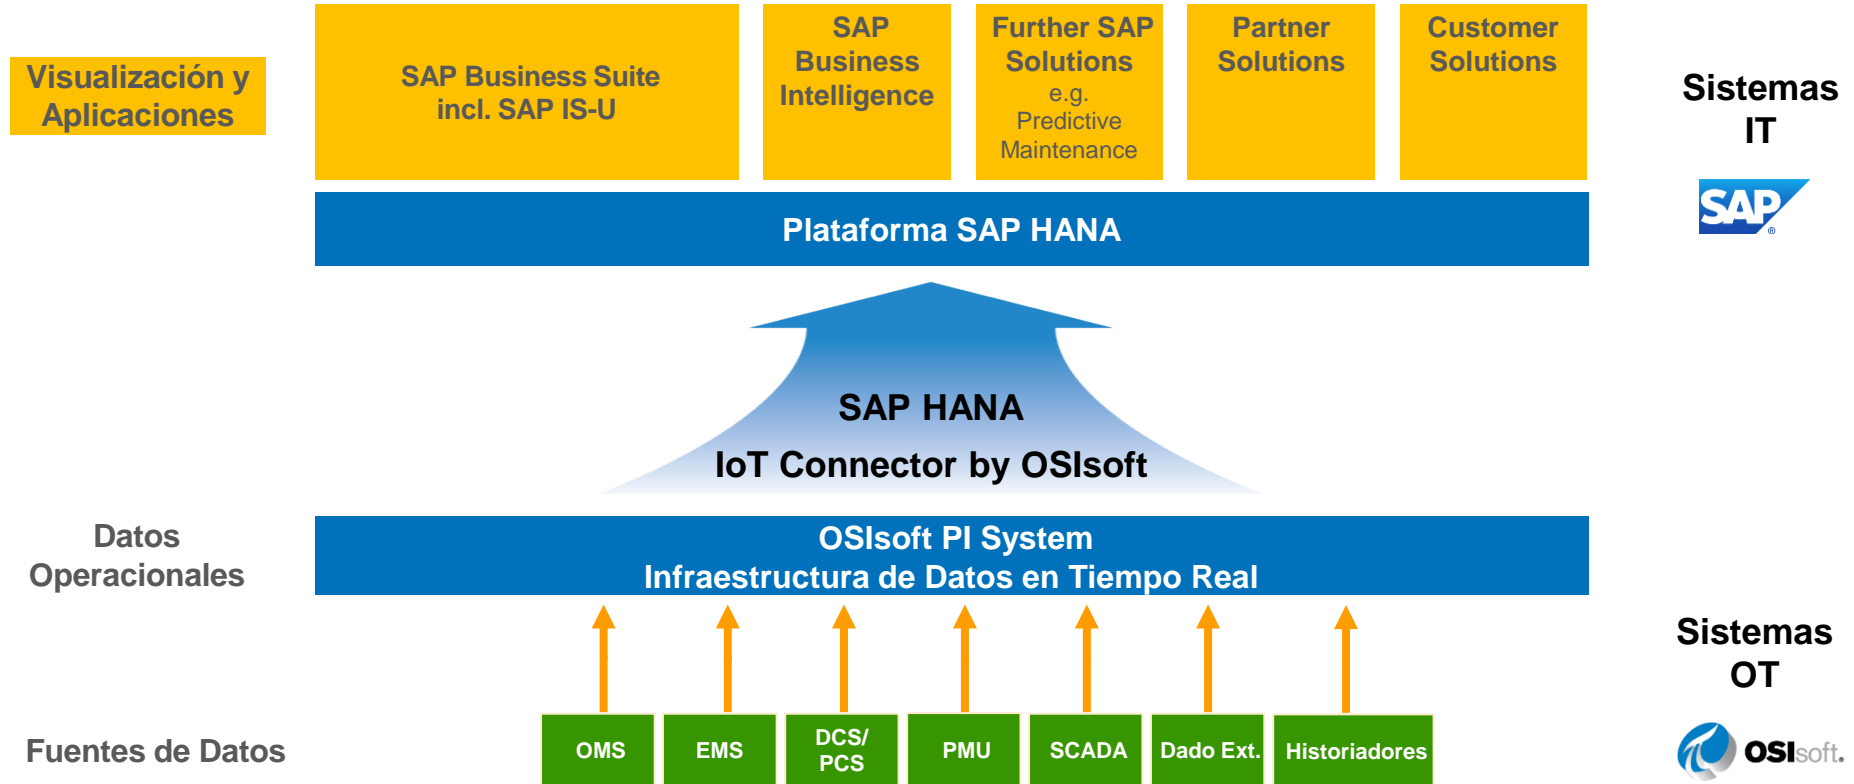 Visualización y
Aplicaciones
SAP Business Suite
incl. SAP IS-U
SAP
Business
Intelligence
Further SAP
Solutions
e.g.
Predictive
Maintenance
Partner
Solutions
Customer
Solutions
Sistemas
IT
SAP®
Plataforma SAP HANA
SAP HANA
IoT Connector by OSIsoft
Datos
Operacionales
OSIsoft PI System
Infraestructura de Datos en Tiempo Real
Sistemas
OT
Fuentes de Datos
OMS
EMS
DCS/
PCS
PMU
SCADA
Dado Ext.
Historiadores
OSIsoft.